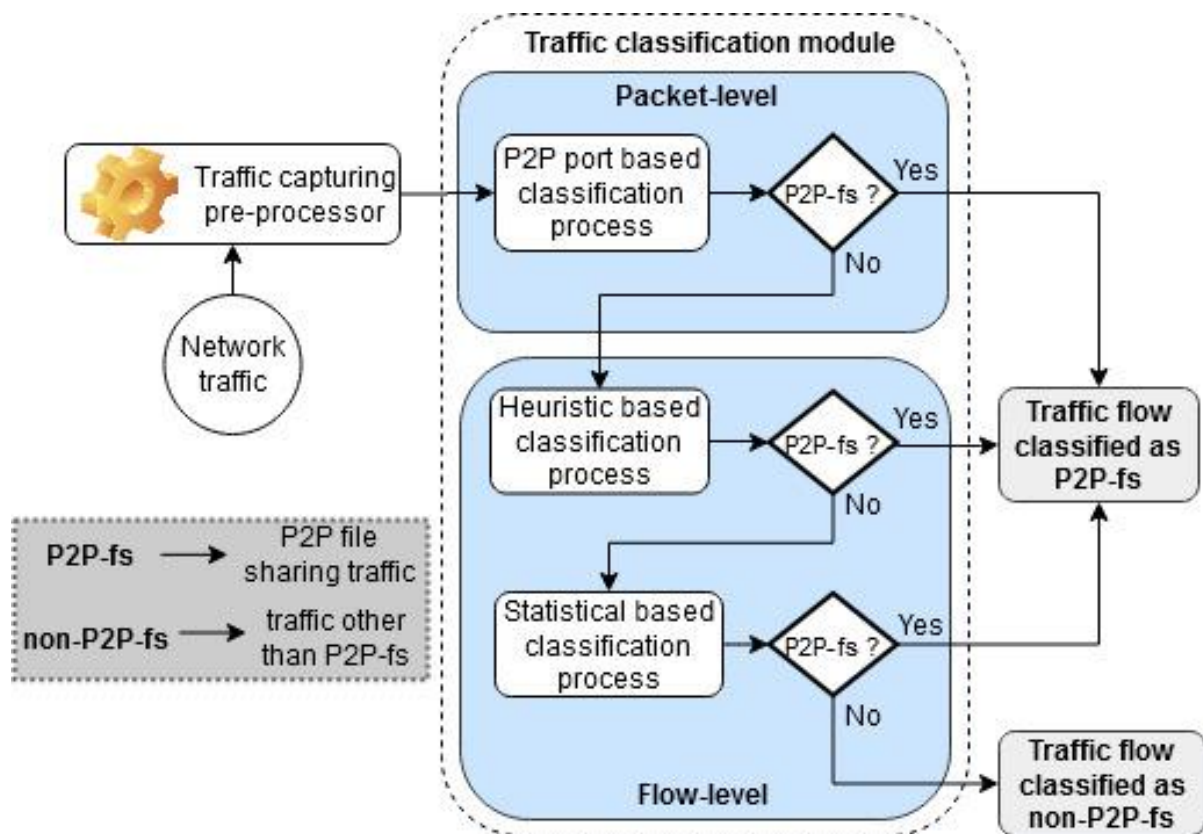 Traffic classification module
Packet-level
Traffic capturing
pre-processor
P2P port based
classification
process
P2P-fs ?
Yes
No
Network
traffic
Heuristic based
classification
process
P2P-fs ?
Yes
No
Traffic flow
classified as
P2P-fs
P2P-fs
P2P file
sharing traffic
non-P2P-fs
traffic other
than P2P-fs
Statistical based
classification
process
P2P-fs ?
Yes
No
Traffic flow
classified as
non-P2P-fs
Flow-level